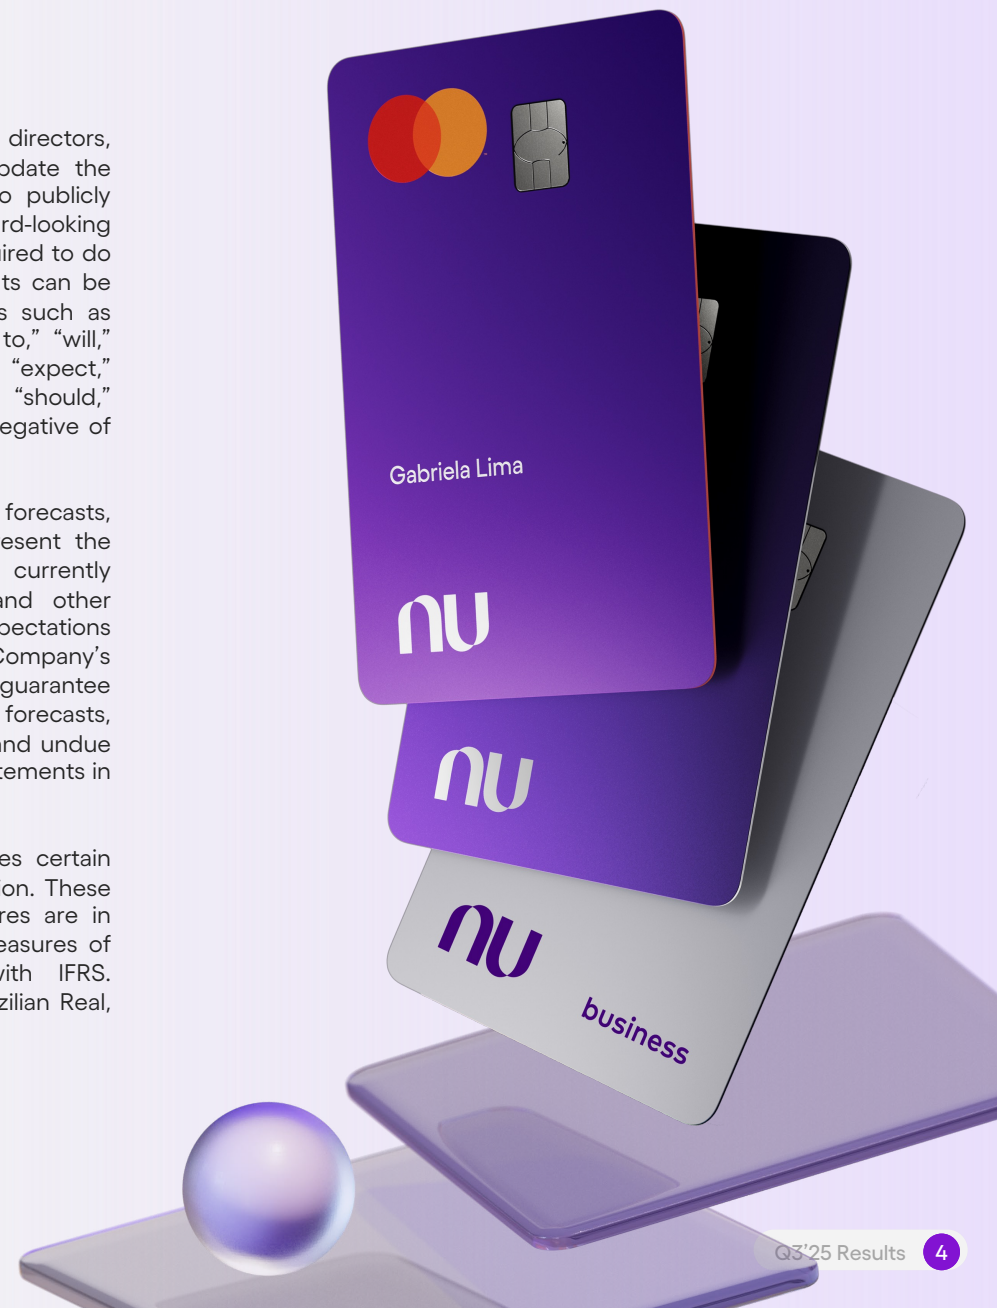 directors,
pdate the
o publicly
rd-looking
ired to do
ts can be
s such as
to,” “will,”
“expect,”
“should,”
egative of
forecasts,
esent the
currently
and other
pectations
Company’s
guarantee
forecasts,
and undue
tements in
es certain
ion. These
res are in
easures of
with IFRS.
zilian Real,
Gabriela Lima
nu
nu
nu
business
Q3’25 Results 4